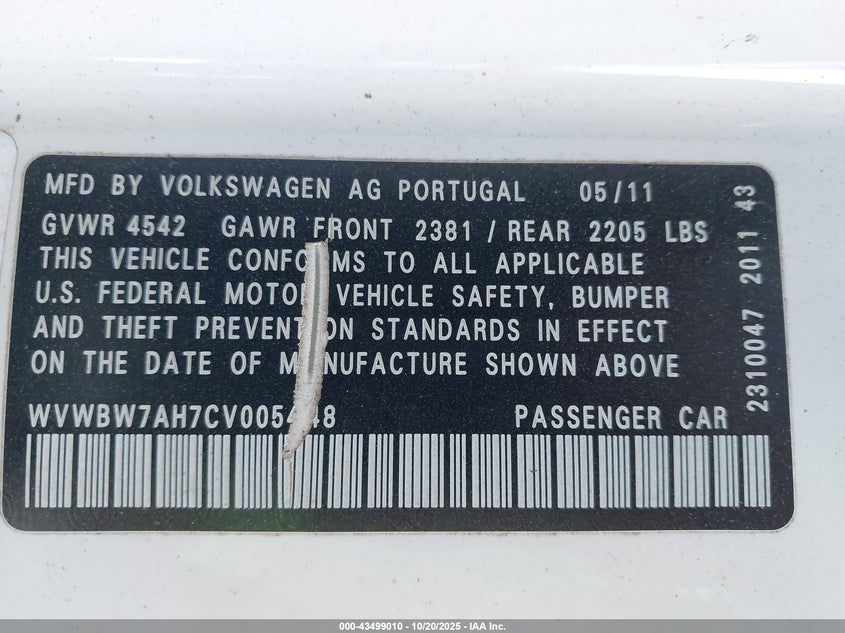 MFD BY VOLKSWAGEN AG PORTUGAL 05/11
GVWR 4542 GAWR FRONT 2381 / REAR 2205 LBS
THIS VEHICLE CONFORMS TO ALL APPLICABLE
U.S. FEDERAL MOTOR VEHICLE SAFETY, BUMPER
AND THEFT PREVENTION STANDARDS IN EFFECT
ON THE DATE OF MANUFACTURE SHOWN ABOVE
WVWBW7AH7CV005448 PASSENGER CAR
2310047 2011 43
000-43499010 | 10/20/2025 - IAA Inc.